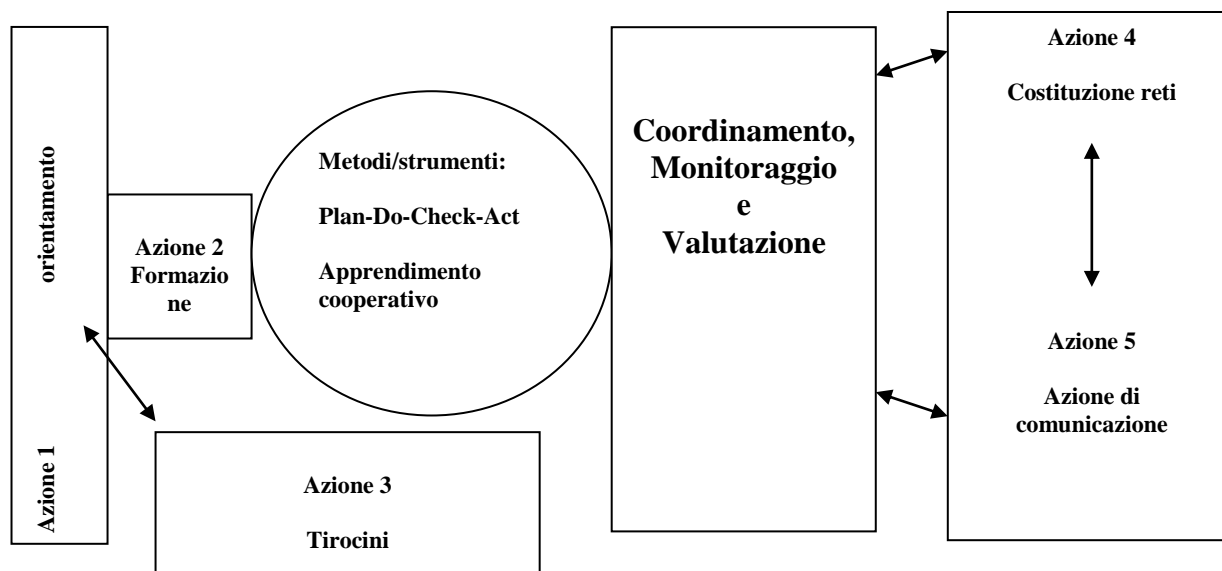 Azione 1 orientamento
Azione 2
Formazio
ne
Metodi/strumenti:
Plan-Do-Check-Act
Apprendimento
cooperativo
Azione 3
Tirocini
Coordinamento,
Monitoraggio
e
Valutazione
Azione 4
Costituzione reti
Azione 5
Azione di
comunicazione